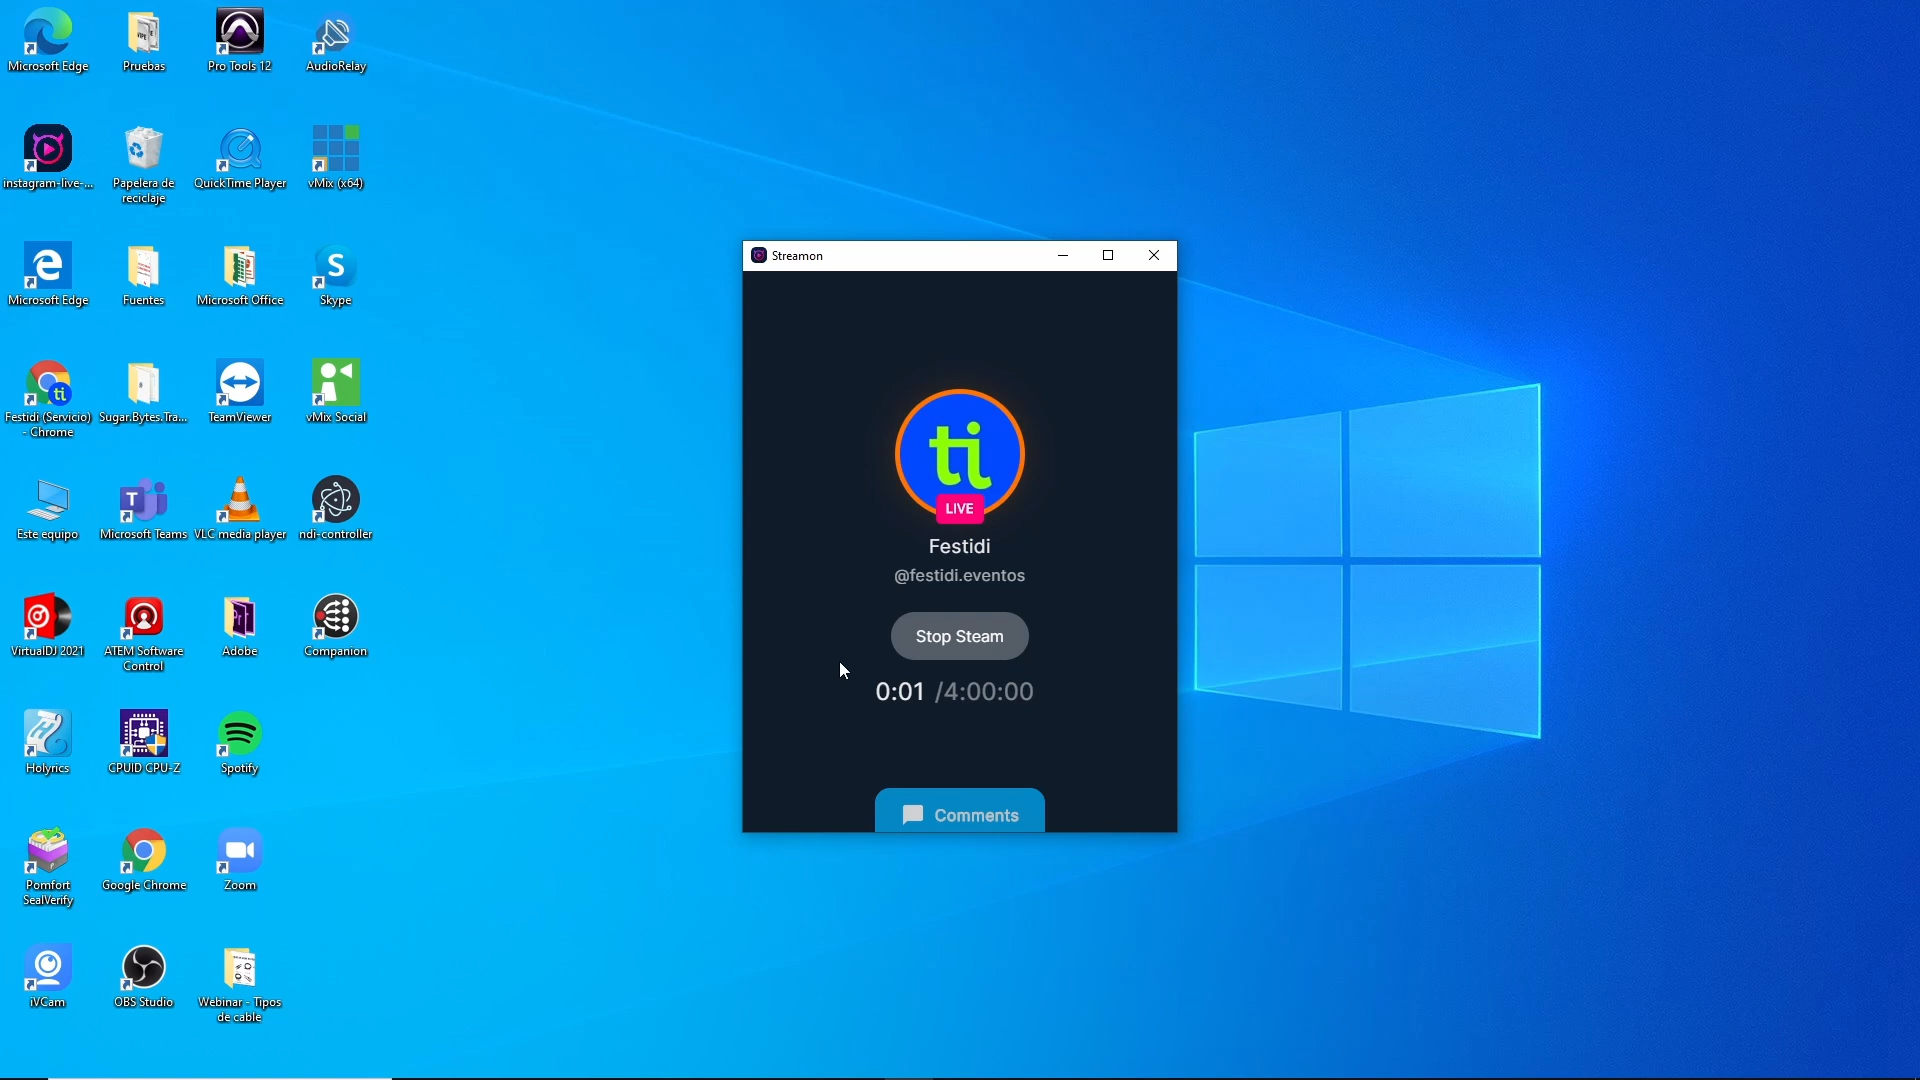 Microsoft Edge
Pruebas
Pro Tools 12
AudioRelay
instagram-live-...
Papelera de
reciclaje
QuickTime Player
vMix (x64)
Microsoft Edge
Fuentes
Microsoft Office
Skype
Festidi (Servicio)
- Chrome
Sugar.Bytes.Tra...
TeamViewer
vMix Social
Este equipo
Microsoft Teams
VLC media player
ndi-controller
VirtualDJ 2021
ATEM Software
Control
Adobe
Companion
Holyrics
CPUID CPU-Z
Spotify
Pomfort
SealVerify
Google Chrome
Zoom
iVCam
OBS Studio
Webinar - Tipos
de cable
Streamon
ti
LIVE
Festidi
@festidi.eventos
Stop Steam
0:01 /4:00:00
Comments